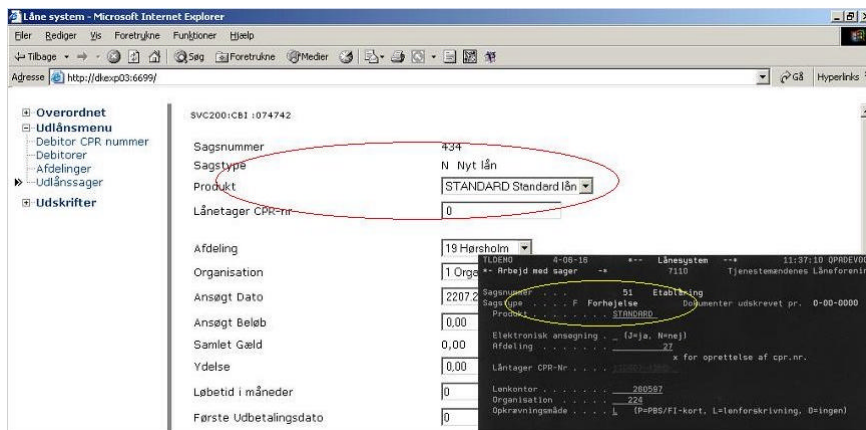 Låne system - Microsoft Internet Explorer
Filer Rediger Vis Foretrukne Funktioner Hjælp
Tilbage Søg Foretrukne Medier
Adresse http://dkexp03:6699/ Gå Hyperlinks
Overordnet
Udlånsmenu
Debitor CPR nummer
Debitorer
Afdelinger
Udlånssager
Udskrifter
SVC200:CBI :074742
Sagsnummer 434
Sagstype N Nyt lån
Produkt STANDARD Standard lån
Lånetager CPR-nr 0
Afdeling 19 Hørsholm
Organisation 1 Orga
Ansøgt Dato 2207.2
Ansøgt Beløb 0,00
Samlet Gæld 0,00
Ydelse 0,00
Løbetid i måneder 0
Første Udbetalingsdato 0
TLDEMO 4-08-16 *-- Lånesystem --* 11:37:10 QPADEV00
*- Arbejd med sager -* 7110 Tjenestemændenes Låneforenin
Sagsnummer . . . 51 Etablering
Sagstype . . . . F Forhøjelse Dokumenter udskrevet pr. 0-00-0000
Produkt . . . . . . . . STANDARD
Elektronisk ansøgning . _ (J=ja, N=nej)
Afdeling . . . . . . . 27
x for oprettelse af cpr.nr.
Låntager CPR-Nr . . . .
Lønkontor . . . . . . . 280597
Organisation . . . . . 224
Opkrævningsmåde . . . . L (P=PBS/FI-kort, L=lønforskrivning, O=ingen)